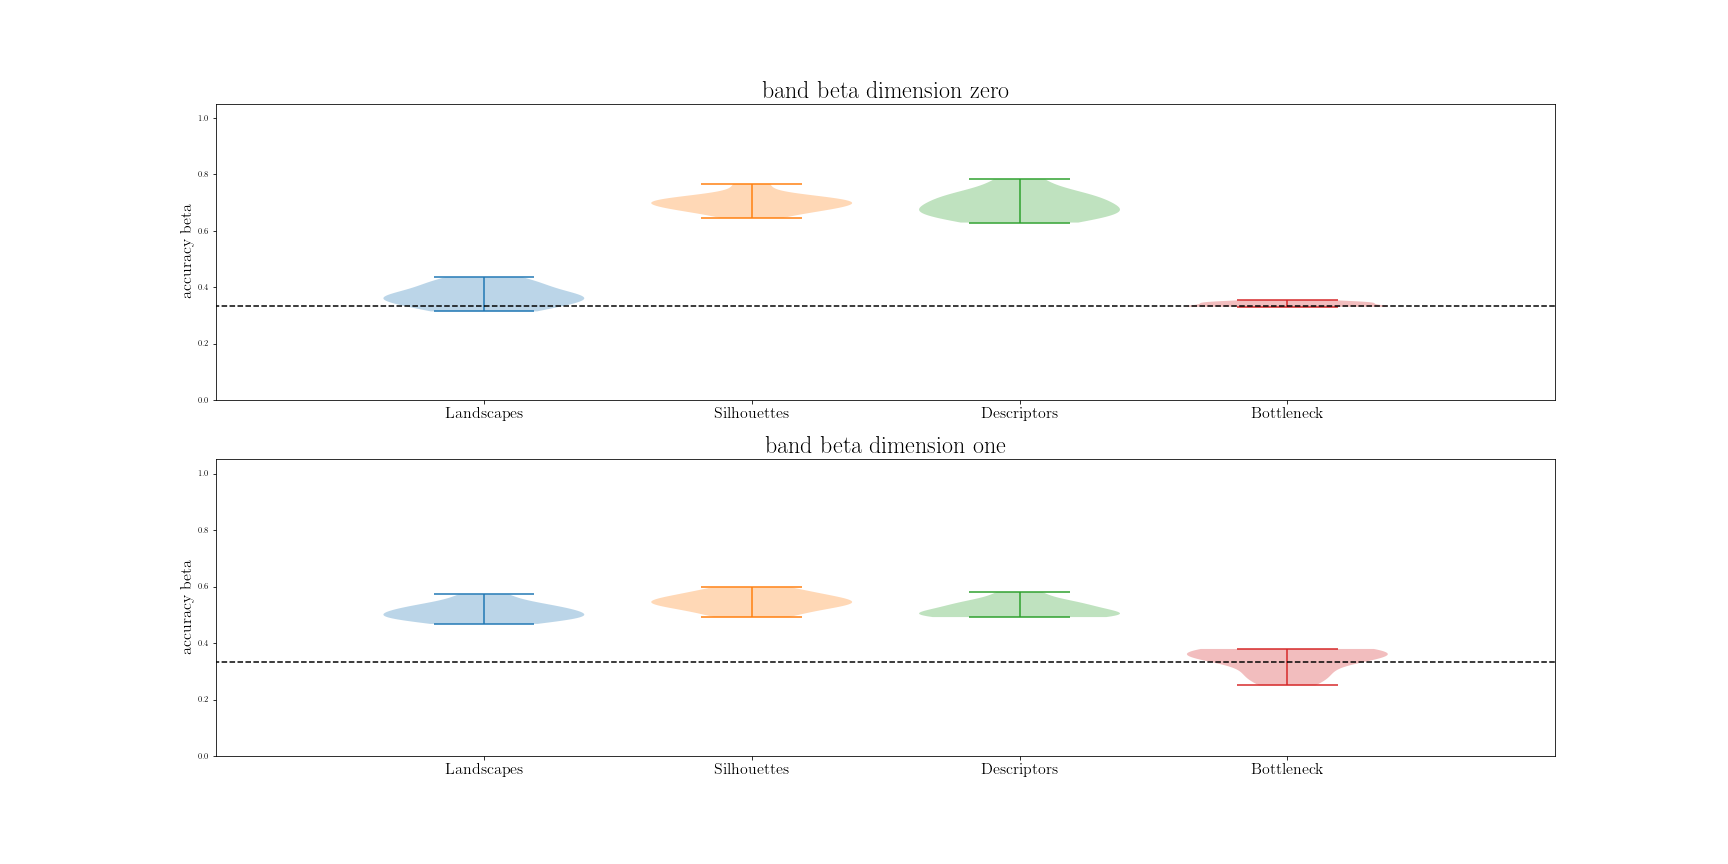 band beta dimension zero
accuracy beta
1.0
0.8
0.6
0.4
0.2
0.0
Landscapes Silhouettes Descriptors Bottleneck
band beta dimension one
accuracy beta
1.0
0.8
0.6
0.4
0.2
0.0
Landscapes Silhouettes Descriptors Bottleneck